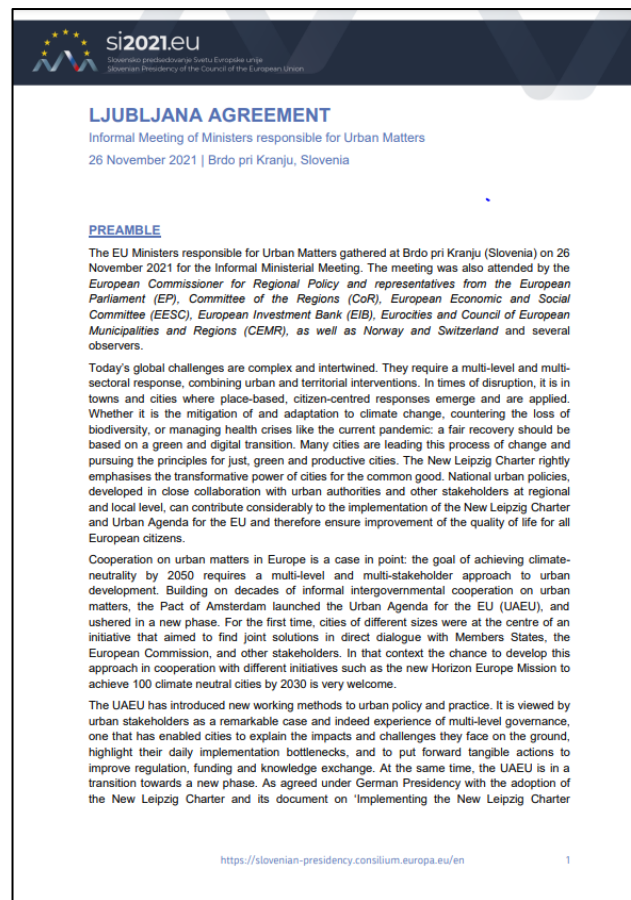 si2021.eu
Slovensko predsedovanje Svetu Evropske unije
Slovenian Presidency of the Council of the European Union
LJUBLJANA AGREEMENT
Informal Meeting of Ministers responsible for Urban Matters
26 November 2021 | Brdo pri Kranju, Slovenia
PREAMBLE
The EU Ministers responsible for Urban Matters gathered at Brdo pri Kranju (Slovenia) on 26
November 2021 for the Informal Ministerial Meeting. The meeting was also attended by the
European Commissioner for Regional Policy and representatives from the European
Parliament (EP), Committee of the Regions (CoR), European Economic and Social
Committee (EESC), European Investment Bank (EIB), Eurocities and Council of European
Municipalities and Regions (CEMR), as well as Norway and Switzerland and several
observers.
Today's global challenges are complex and intertwined. They require a multi-level and multi-
sectoral response, combining urban and territorial interventions. In times of disruption, it is in
towns and cities where place-based, citizen-centred responses emerge and are applied.
Whether it is the mitigation of and adaptation to climate change, countering the loss of
biodiversity, or managing health crises like the current pandemic: a fair recovery should be
based on a green and digital transition. Many cities are leading this process of change and
pursuing the principles for just, green and productive cities. The New Leipzig Charter rightly
emphasises the transformative power of cities for the common good. National urban policies,
developed in close collaboration with urban authorities and other stakeholders at regional
and local level, can contribute considerably to the implementation of the New Leipzig Charter
and Urban Agenda for the EU and therefore ensure improvement of the quality of life for all
European citizens.
Cooperation on urban matters in Europe is a case in point: the goal of achieving climate-
neutrality by 2050 requires a multi-level and multi-stakeholder approach to urban
development. Building on decades of informal intergovernmental cooperation on urban
matters, the Pact of Amsterdam launched the Urban Agenda for the EU (UAEU), and
ushered in a new phase. For the first time, cities of different sizes were at the centre of an
initiative that aimed to find joint solutions in direct dialogue with Members States, the
European Commission, and other stakeholders. In that context the chance to develop this
approach in cooperation with different initiatives such as the new Horizon Europe Mission to
achieve 100 climate neutral cities by 2030 is very welcome.
The UAEU has introduced new working methods to urban policy and practice. It is viewed by
urban stakeholders as a remarkable case and indeed experience of multi-level governance,
one that has enabled cities to explain the impacts and challenges they face on the ground,
highlight their daily implementation bottlenecks, and to put forward tangible actions to
improve regulation, funding and knowledge exchange. At the same time, the UAEU is in a
transition towards a new phase. As agreed under German Presidency with the adoption of
the New Leipzig Charter and its document on 'Implementing the New Leipzig Charter
https://slovenian-presidency.consilium.europa.eu/en 1